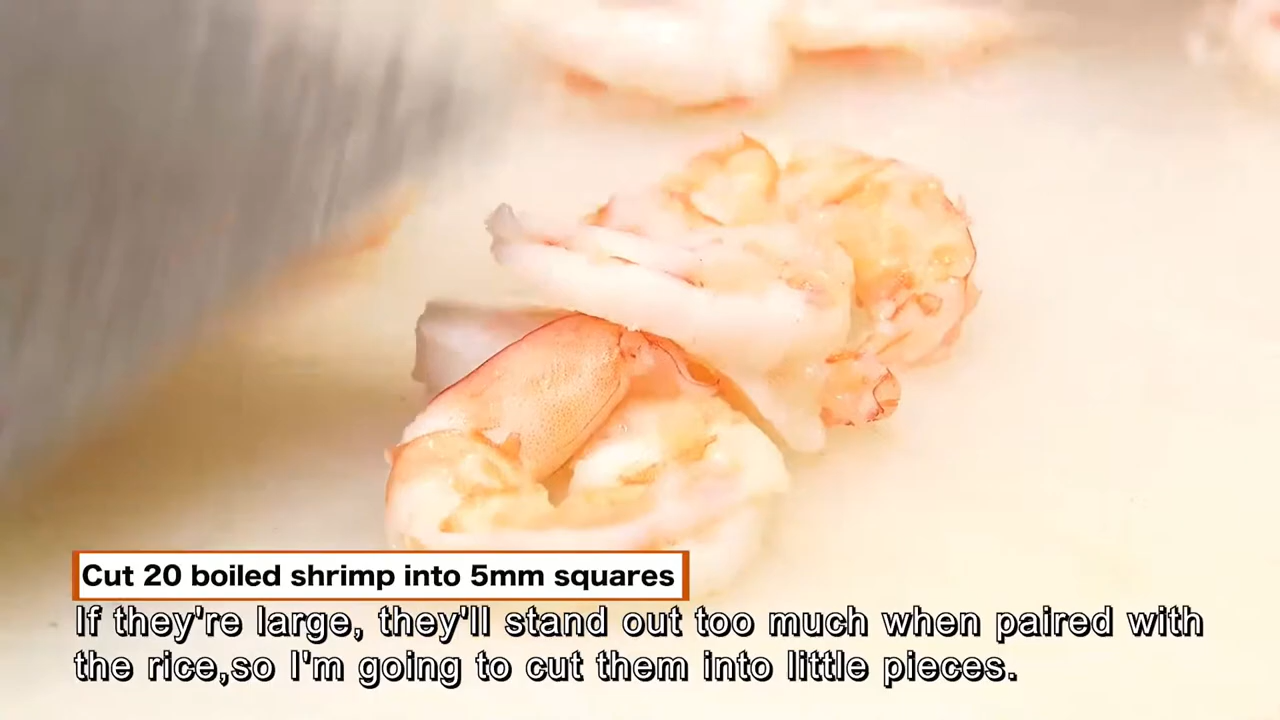 Cut 20 boiled shrimp into 5mm squares
If they're large, they'll stand out too much when paired with
the rice,so I'm going to cut them into little pieces.